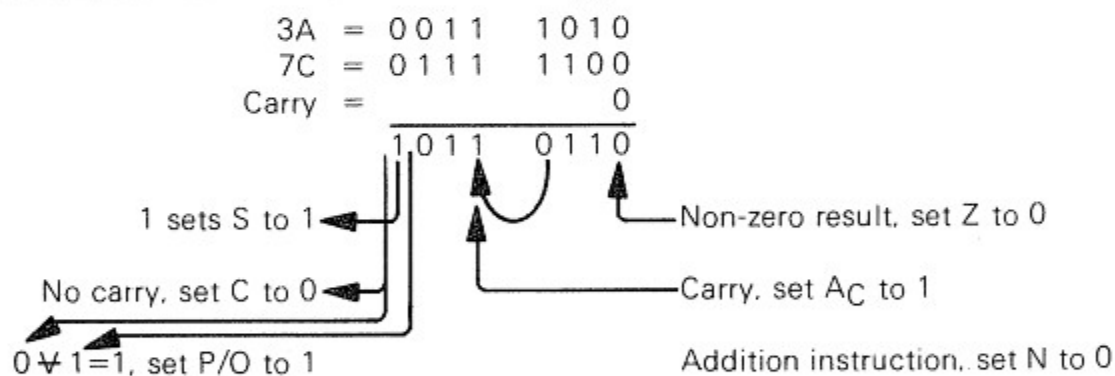 3A = 0011 1010
7C = 0111 1100
Carry = 0
1011 0110
1 sets S to 1
Non-zero result, set Z to 0
No carry, set C to 0
Carry, set AC to 1
0 ⊻ 1=1, set P/O to 1
Addition instruction, set N to 0